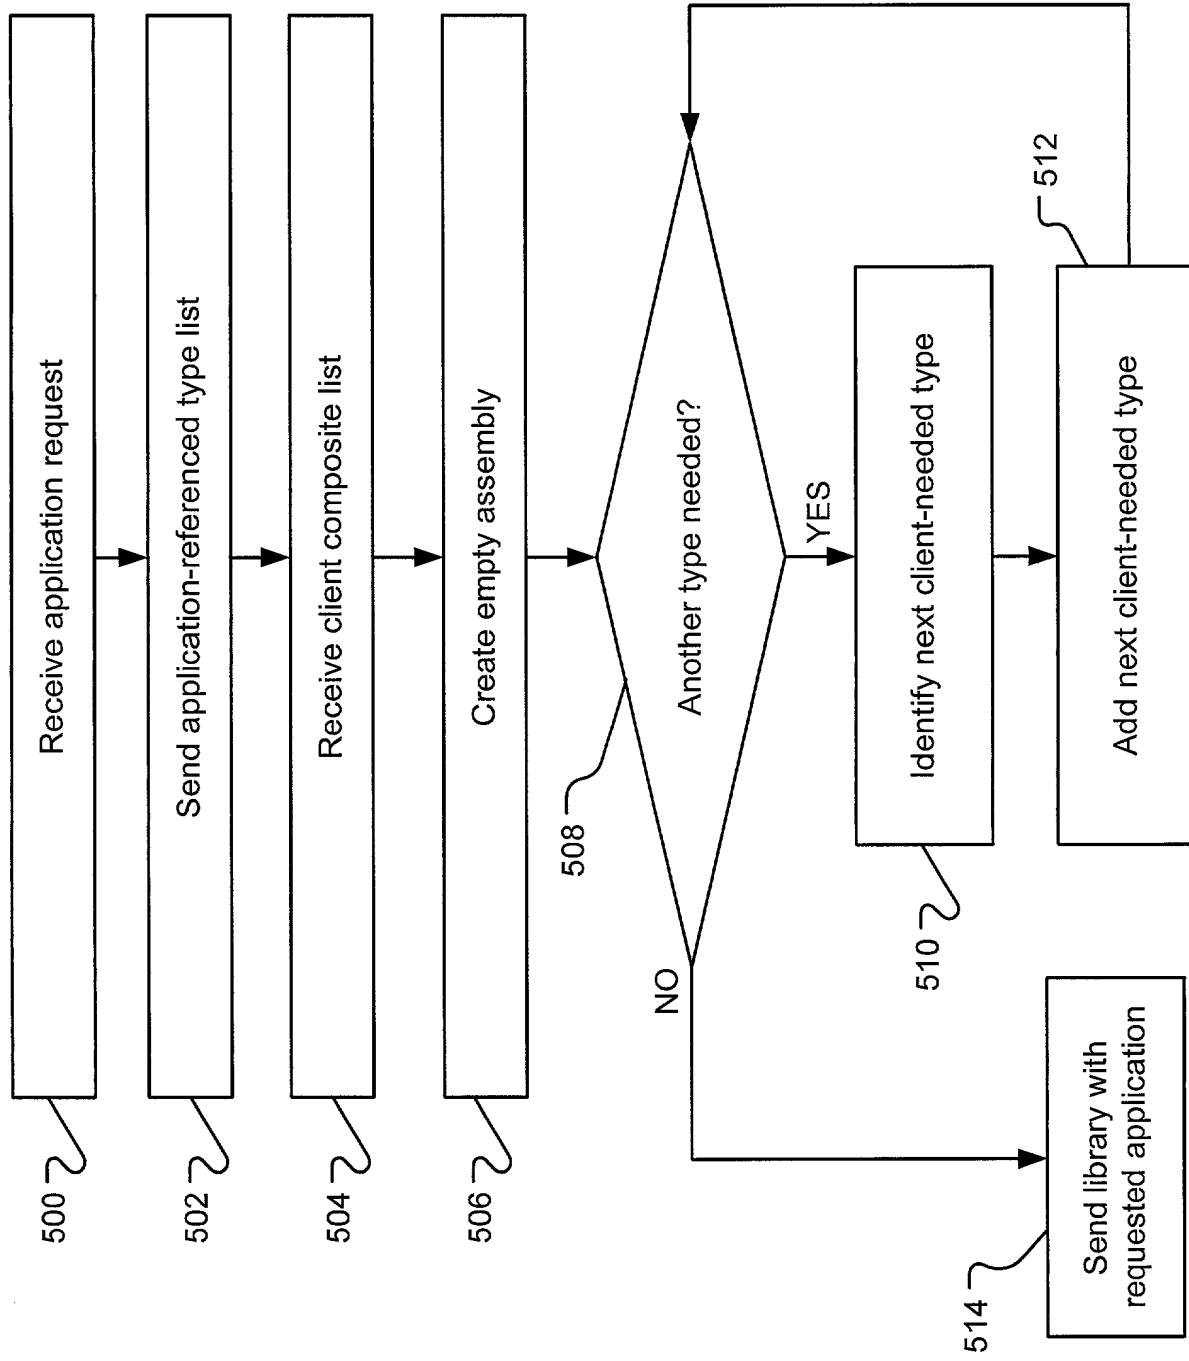 500
Receive application request
502
Send application-referenced type list
504
Receive client composite list
506
Create empty assembly
508
Another type needed?
NO
YES
510
Identify next client-needed type
512
Add next client-needed type
514
Send library with
requested application